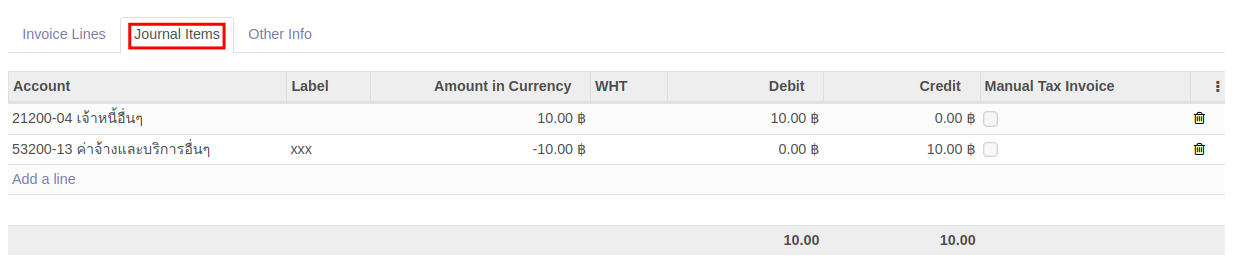 Invoice Lines Journal Items Other Info
Account Label Amount in Currency WHT Debit Credit Manual Tax Invoice
21200-04 เจ้าหนี้อื่นๆ 10.00 ฿ 10.00 ฿ 0.00 ฿
53200-13 ค่าจ้างและบริการอื่นๆ xxx -10.00 ฿ 0.00 ฿ 10.00 ฿
Add a line
10.00 10.00